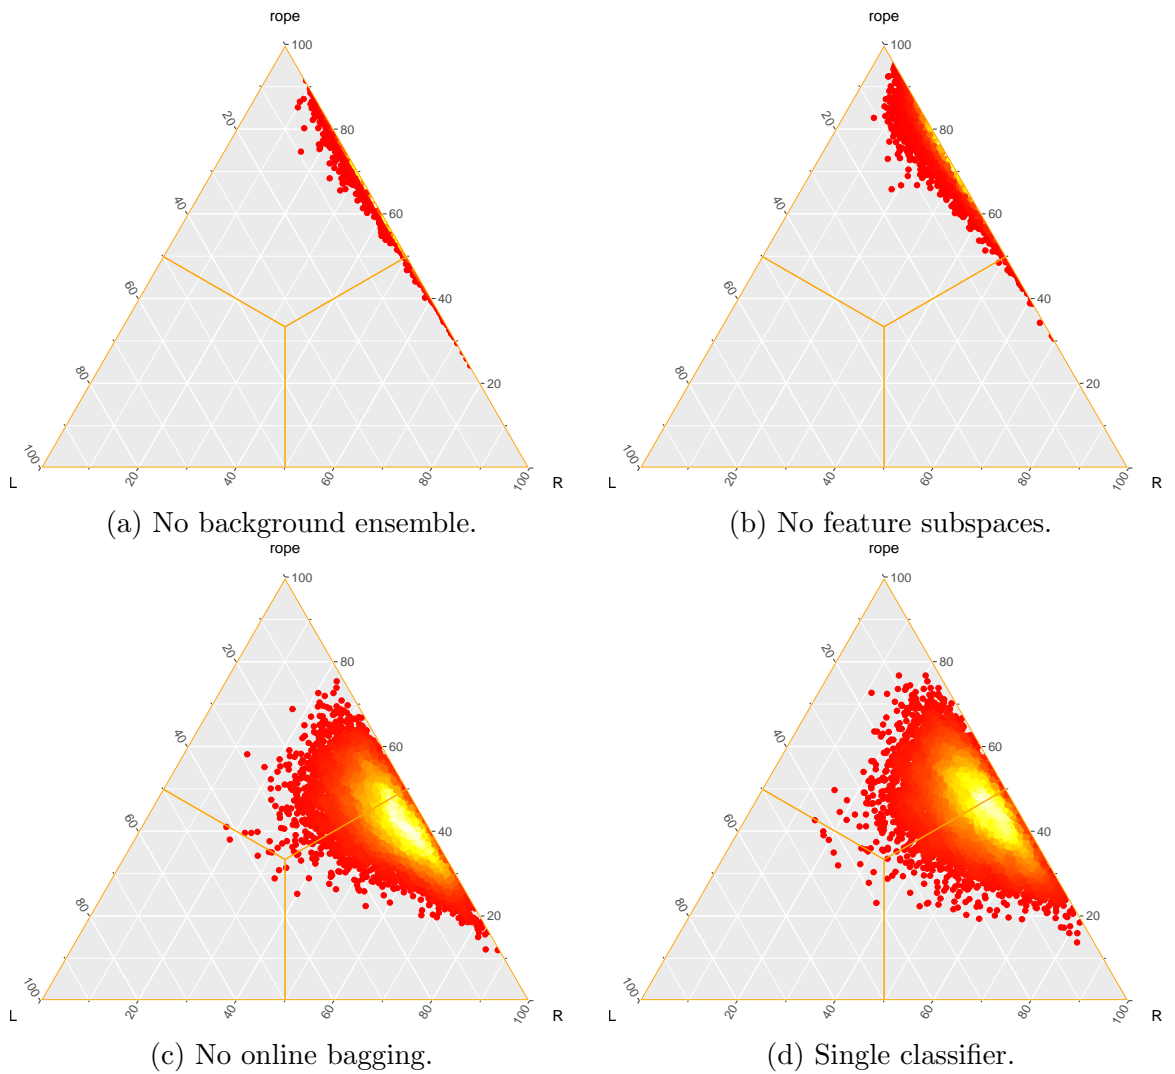 rope rope
100 100
20 80 20 80
40 60 40 60
60 40 60 40
80 20 80 20
100 100
20 40 60 80 100 20 40 60 80 100
L R L R
(a) No background ensemble. (b) No feature subspaces.
rope rope
100 100
20 80 20 80
40 60 40 60
60 40 60 40
80 20 80 20
100 100
20 40 60 80 100 20 40 60 80 100
L R L R
(c) No online bagging. (d) Single classifier.